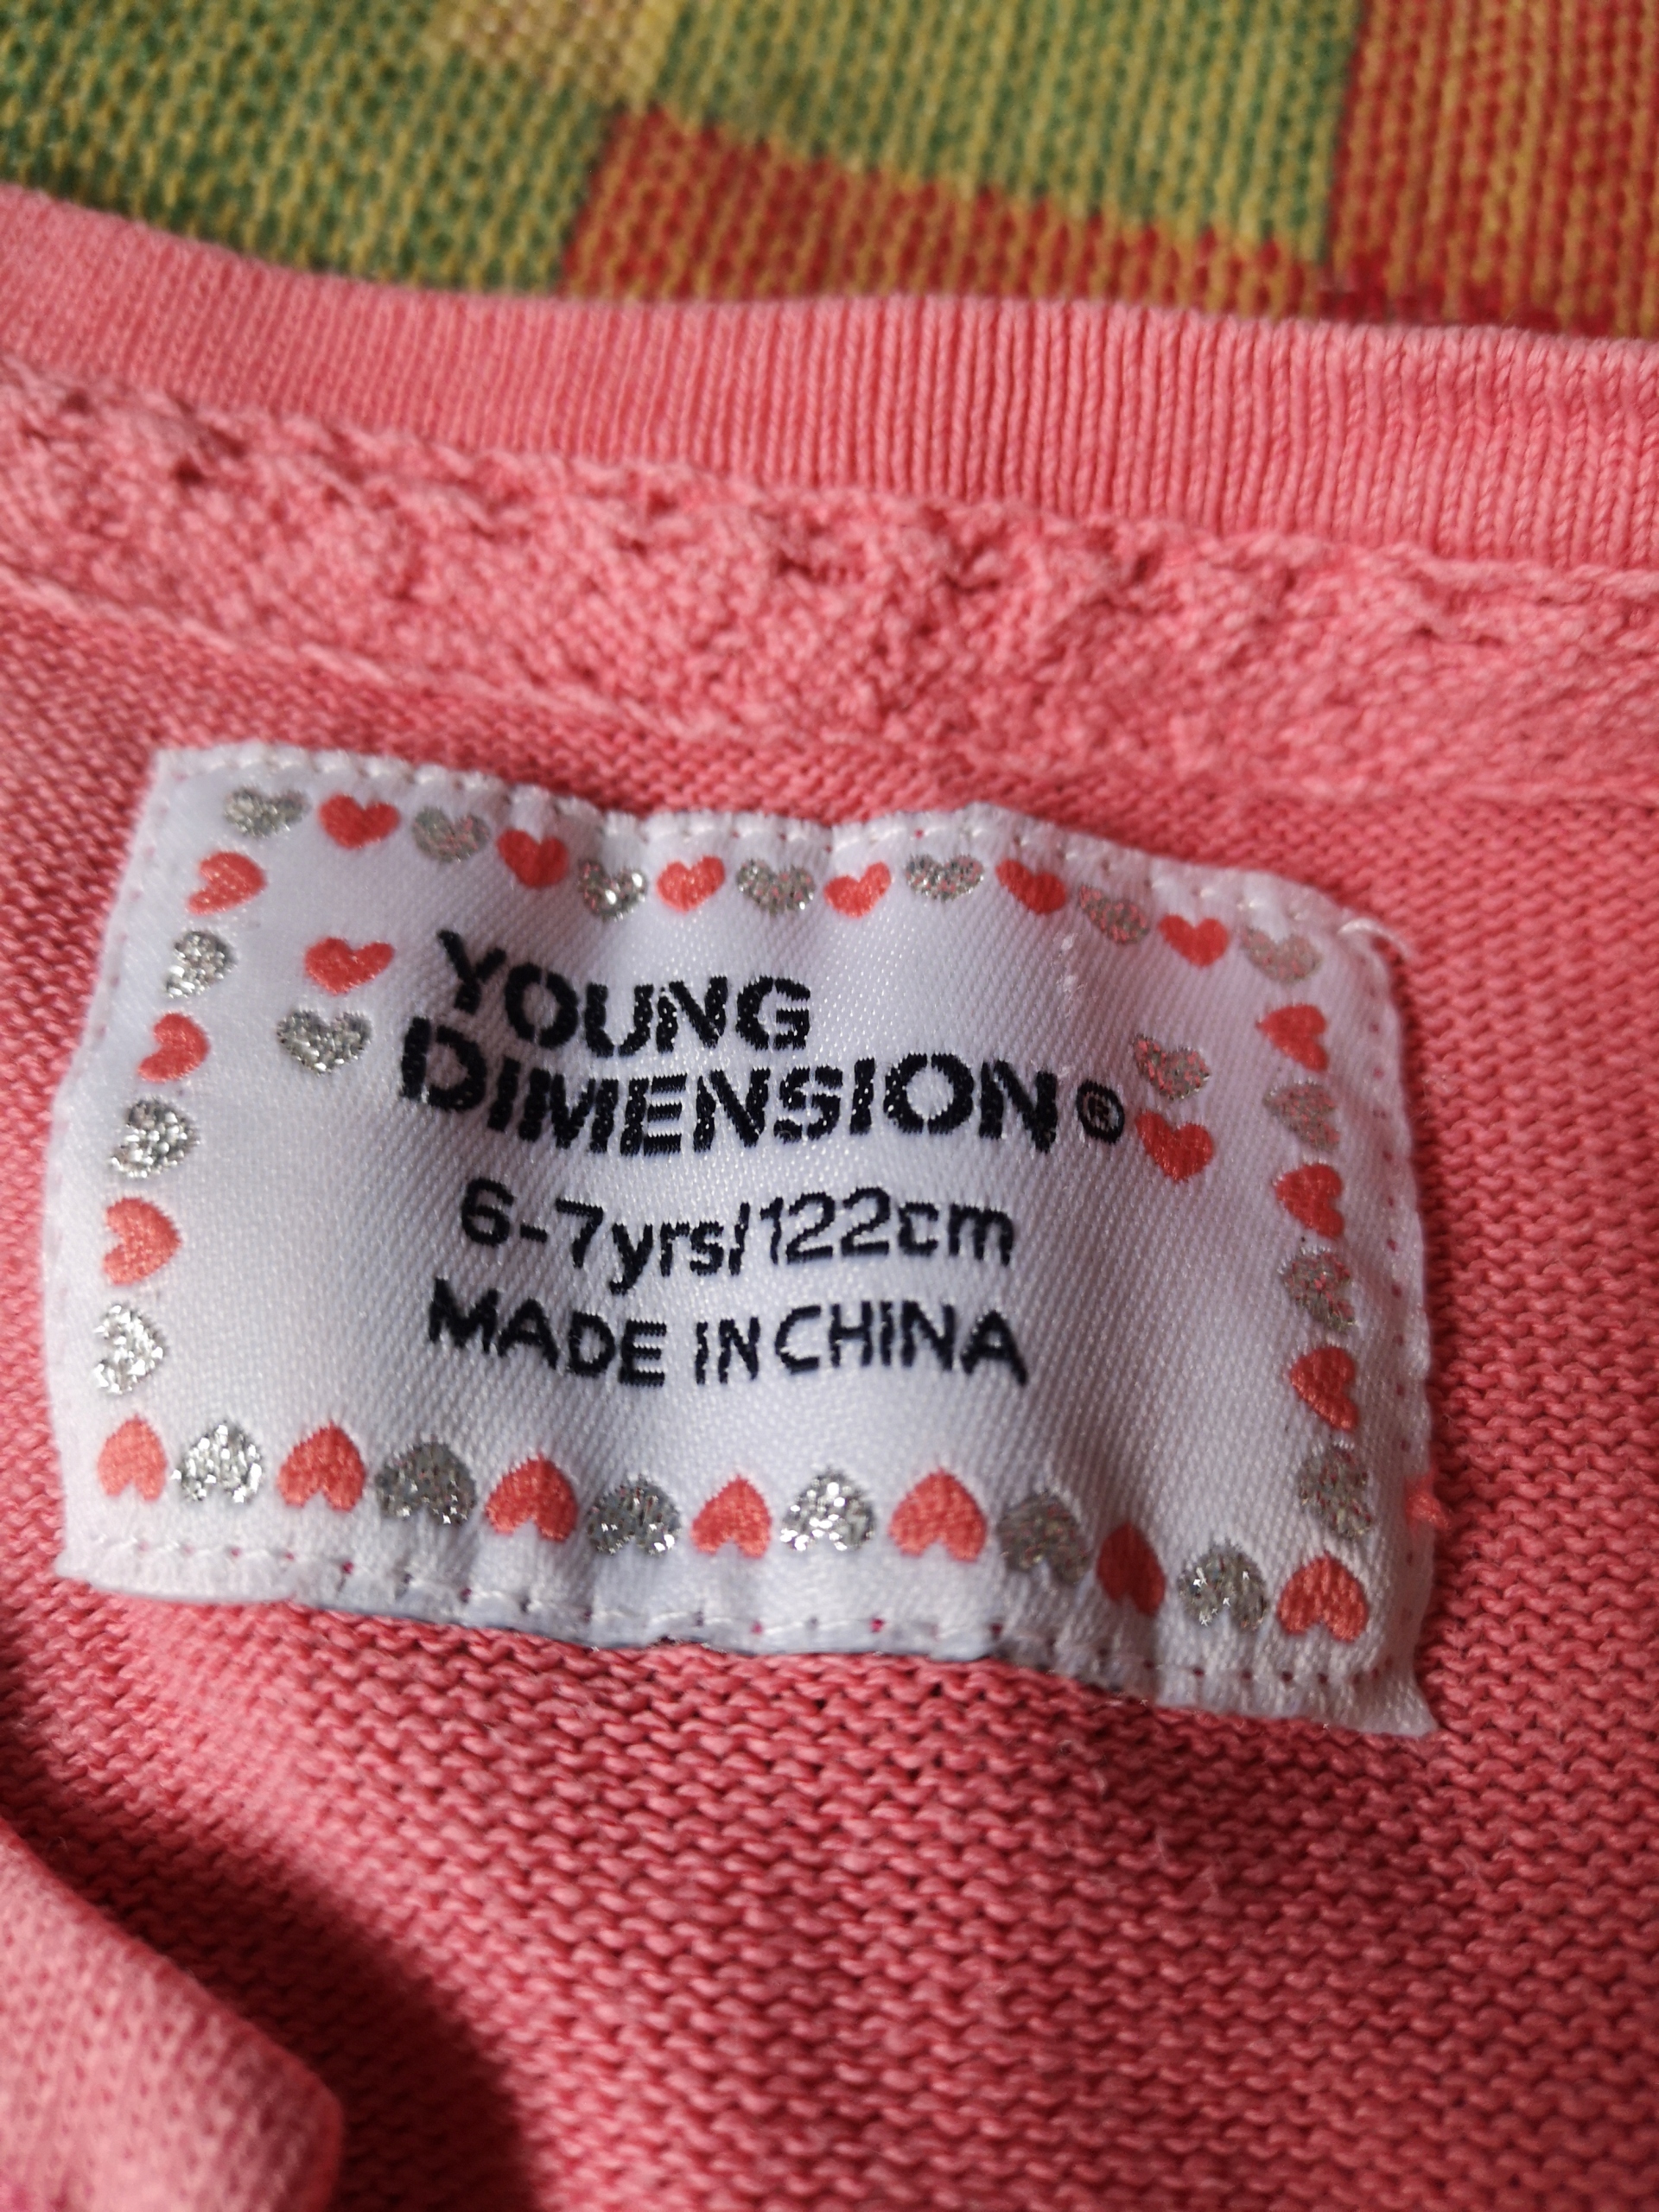 YOUNG
DIMENSION®
6-7yrs/122cm
MADE IN CHINA